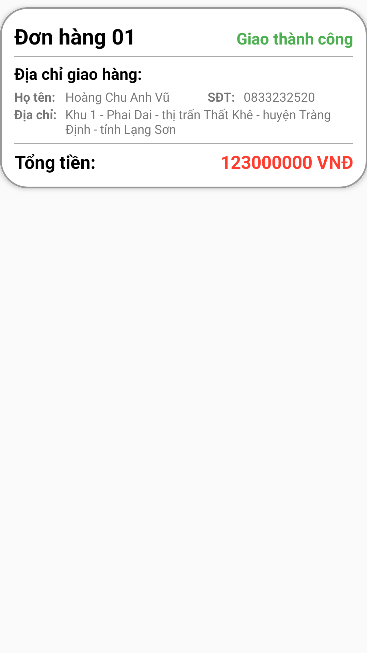 Đơn hàng 01 Giao thành công
Địa chỉ giao hàng:
Họ tên: Hoàng Chu Anh Vũ SĐT: 0833232520
Địa chỉ: Khu 1 - Phai Dai - thị trấn Thất Khê - huyện Tràng
Định - tỉnh Lạng Sơn
Tổng tiền: 123000000 VNĐ